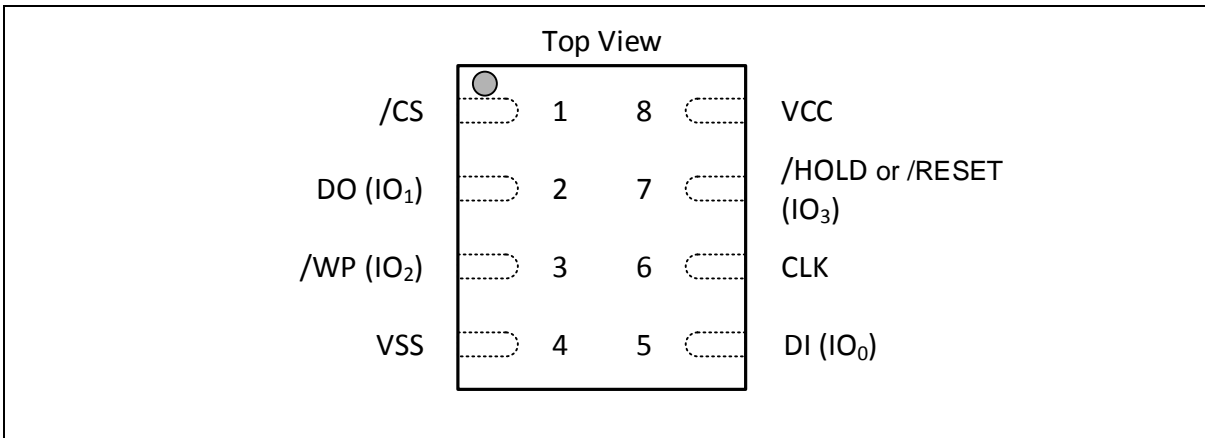 Top View
/CS 1 8 VCC
DO (IO₁) 2 7 /HOLD or /RESET
(IO₃)
/WP (IO₂) 3 6 CLK
VSS 4 5 DI (IO₀)